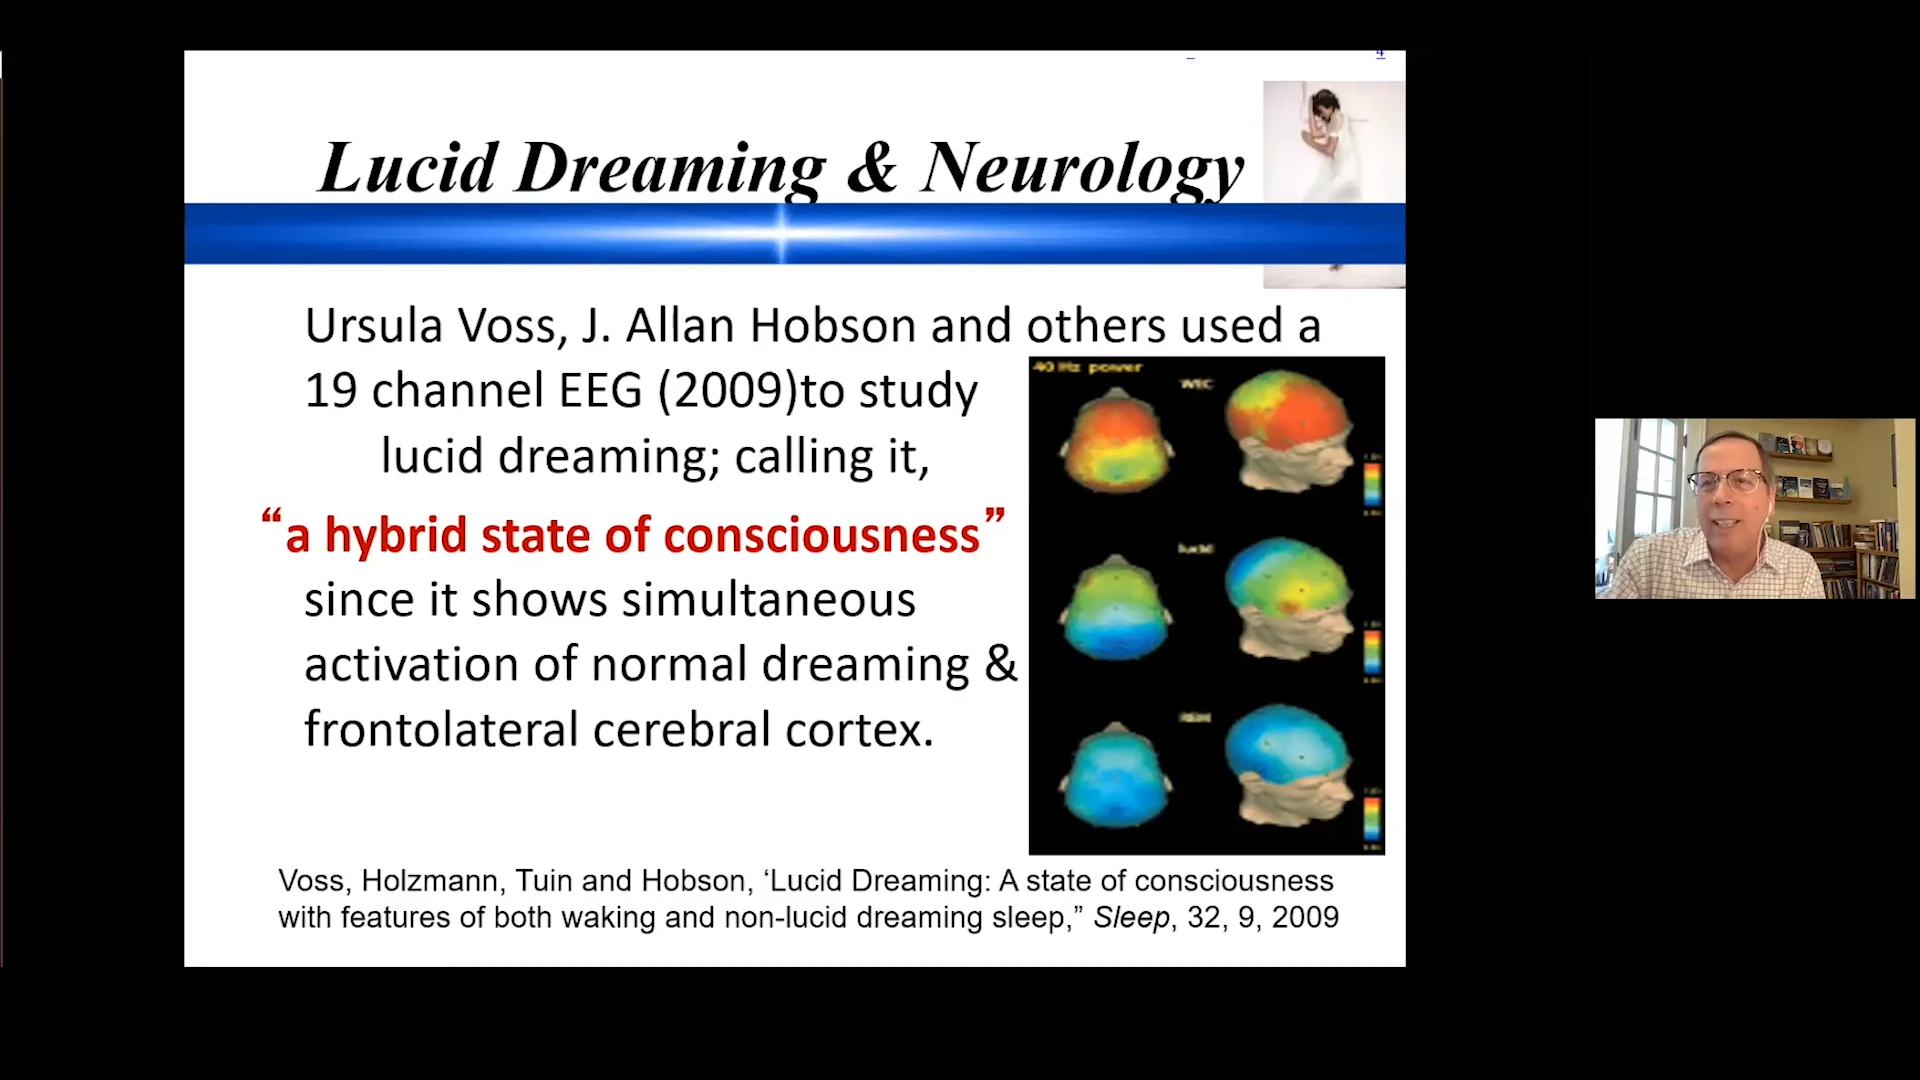 4
Lucid Dreaming & Neurology
Ursula Voss, J. Allan Hobson and others used a
19 channel EEG (2009)to study
lucid dreaming; calling it,
“a hybrid state of consciousness”
since it shows simultaneous
activation of normal dreaming &
frontolateral cerebral cortex.
40 Hz power
WEC
lucid
REM
Voss, Holzmann, Tuin and Hobson, ‘Lucid Dreaming: A state of consciousness
with features of both waking and non-lucid dreaming sleep,” Sleep, 32, 9, 2009